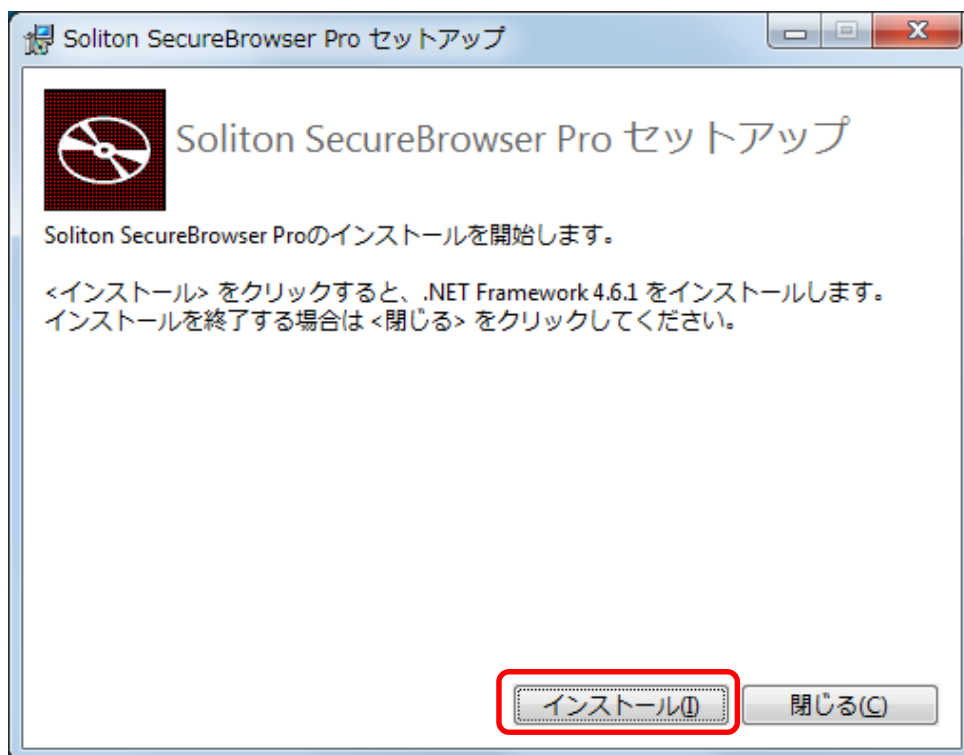 Soliton SecureBrowser Pro セットアップ
Soliton SecureBrowser Pro セットアップ
Soliton SecureBrowser Proのインストールを開始します。
<インストール> をクリックすると、.NET Framework 4.6.1 をインストールします。
インストールを終了する場合は <閉じる> をクリックしてください。
インストール(I)
閉じる(C)